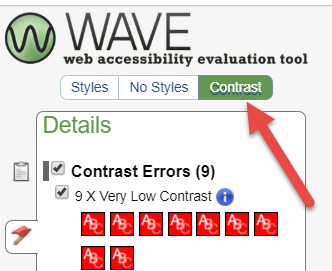 WAVE
web accessibility evaluation tool
Styles No Styles Contrast
Details
Contrast Errors (9)
9 X Very Low Contrast i
ABC ABC ABC ABC ABC ABC ABC
ABC ABC